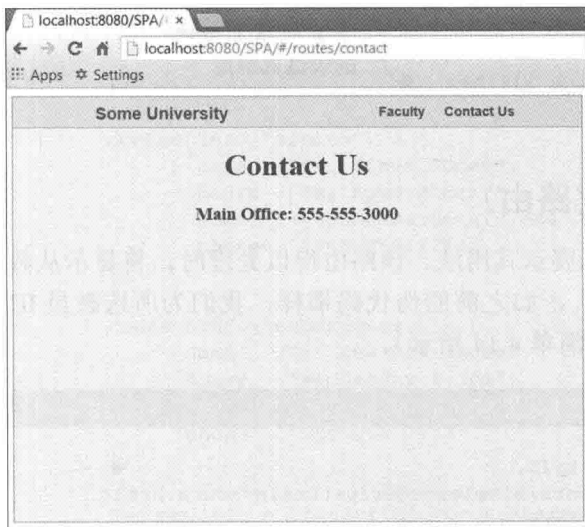 localhost:8080/SPA/
localhost:8080/SPA/#/routes/contact
Apps Settings
Some University Faculty Contact Us
Contact Us
Main Office: 555-555-3000